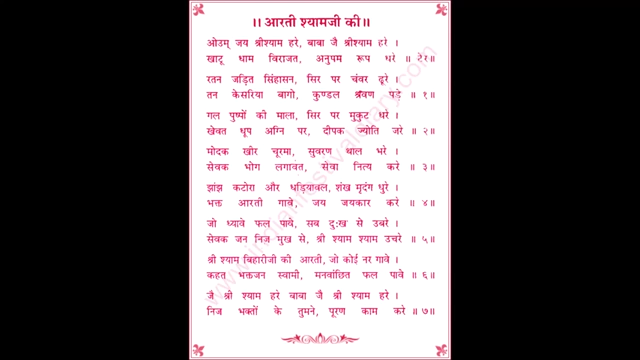 ।। आरती श्यामजी की॥
ओउम् जय श्रीश्याम हरे, बाबा जै श्रीश्याम हरे ।
खाटू धाम विराजत, अनुपम रूप धरे ॥ टेर॥
रतन जड़ित सिंहासन, सिर पर चंवर ढूरे ।
तन केसरिया बागो, कुण्डल श्रवण पड़े ॥ १॥
गल पुष्पों की माला, सिर पर मुकुट धरे ।
खेवत धूप अग्नि पर, दीपक ज्योति जरे ॥ २॥
मोदक खीर चूरमा, सुवरण थाल भरे ।
सेवक भोग लगावंत, सेवा नित्य करे ॥ ३॥
झांझ कटोरा और धड़ियावल, शंख मृदंग धुरे ।
भक्त आरती गावे, जय जयकार करे ॥ ४॥
जो ध्यावे फल पावे, सब दुःख से उबरे ।
सेवक जन निज मुख से, श्री श्याम श्याम उचरे ॥ ५॥
श्री श्याम बिहारोजी की आरती, जो कोई नर गावे ।
कहत् भक्तजन स्वामी, मनवांछित फल पावे ॥ ६॥
जै श्री श्याम हरे बाबा जै श्री श्याम हरे ।
निज भक्तों के तुमने, पूरण काम करे ॥ ७॥